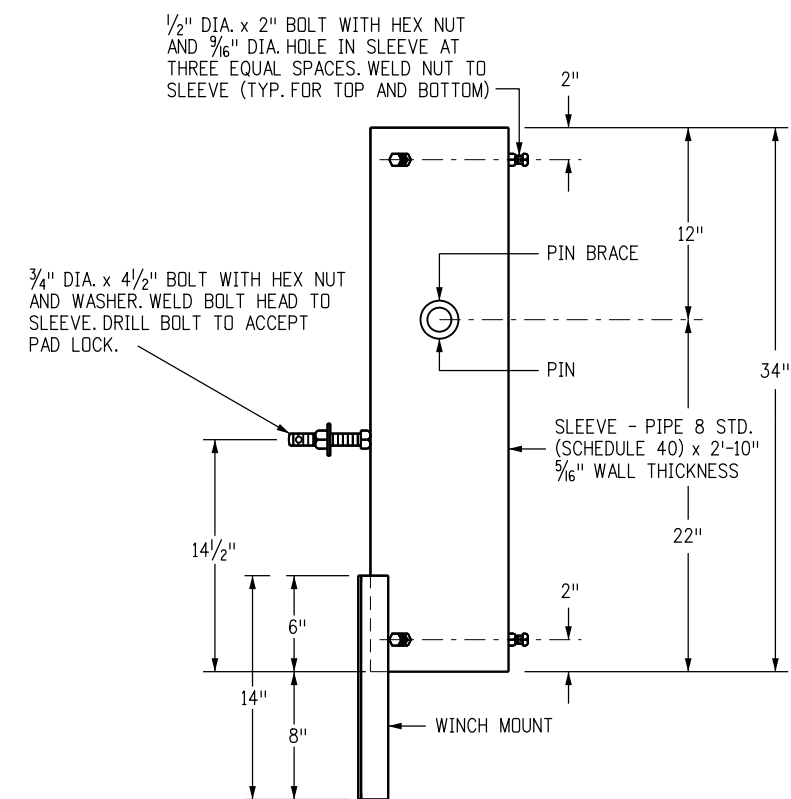 ½" DIA. x 2" BOLT WITH HEX NUT
AND 9/16" DIA. HOLE IN SLEEVE AT
THREE EQUAL SPACES. WELD NUT TO
SLEEVE (TYP. FOR TOP AND BOTTOM)
2"
12"
PIN BRACE
¾" DIA. x 4½" BOLT WITH HEX NUT
AND WASHER. WELD BOLT HEAD TO
SLEEVE. DRILL BOLT TO ACCEPT
PAD LOCK.
PIN
34"
SLEEVE - PIPE 8 STD.
(SCHEDULE 40) x 2'-10"
5/16" WALL THICKNESS
14½"
22"
2"
6"
14"
8"
WINCH MOUNT